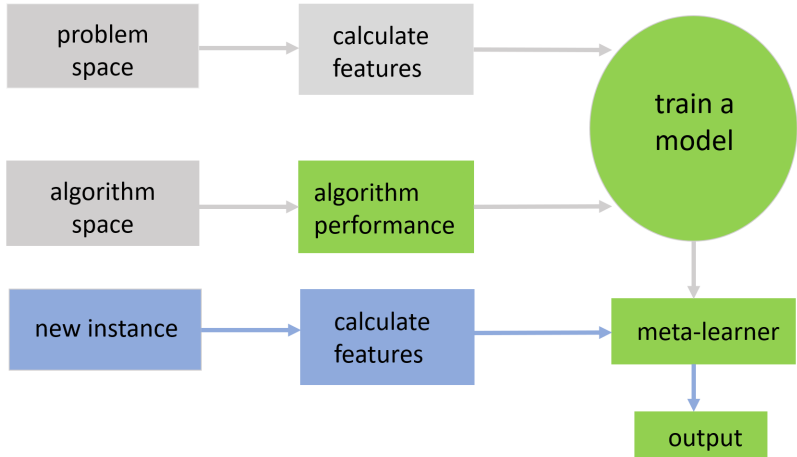 problem
space
calculate
features
train a
model
algorithm
space
algorithm
performance
new instance
calculate
features
meta-learner
output